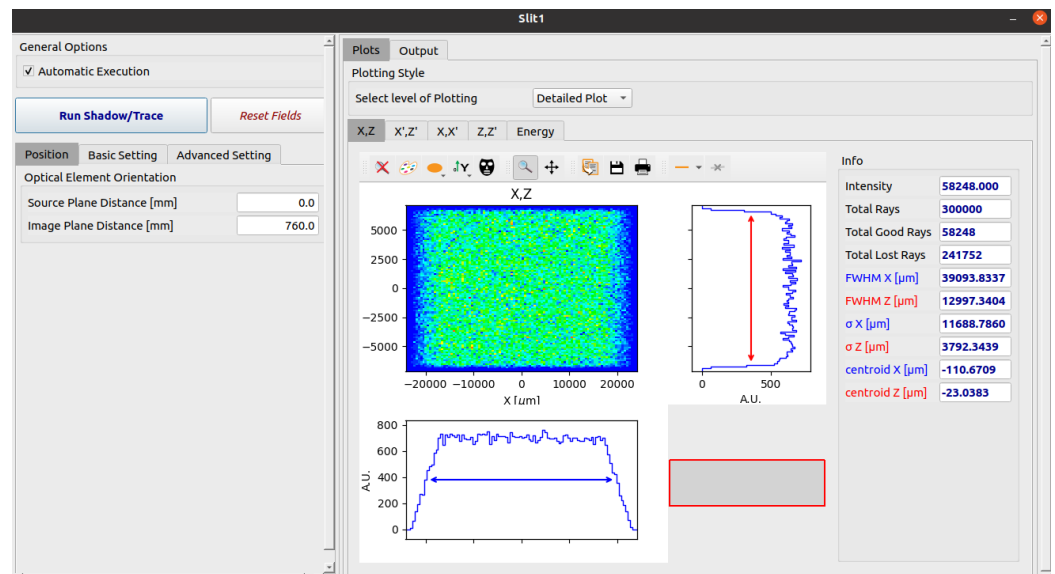 Slit1
General Options
Automatic Execution
Run Shadow/Trace Reset Fields
Position Basic Setting Advanced Setting
Optical Element Orientation
Source Plane Distance [mm] 0.0
Image Plane Distance [mm] 760.0
Plots Output
Plotting Style
Select level of Plotting Detailed Plot
X,Z X',Z' X,X' Z,Z' Energy
X,Z
5000
2500
0
−2500
−5000
−20000 −10000 0 10000 20000
X [μm]
0 500
A.U.
800
600
400
200
0
A.U.
Info
Intensity 58248.000
Total Rays 300000
Total Good Rays 58248
Total Lost Rays 241752
FWHM X [μm] 39093.8337
FWHM Z [μm] 12997.3404
σ X [μm] 11688.7860
σ Z [μm] 3792.3439
centroid X [μm] -110.6709
centroid Z [μm] -23.0383